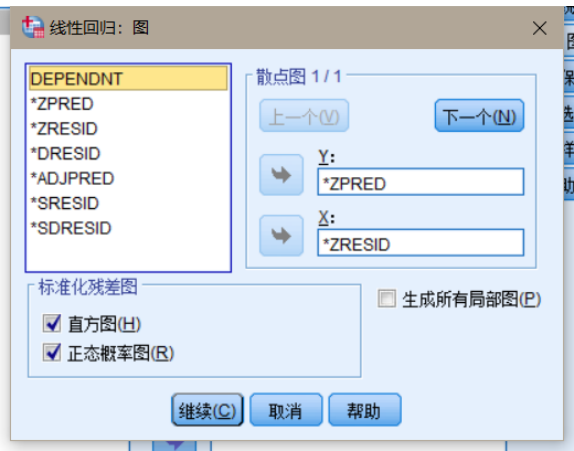 线性回归：图
DEPENDNT
*ZPRED
*ZRESID
*DRESID
*ADJPRED
*SRESID
*SDRESID
散点图 1 / 1
上一个(V)
下一个(N)
Y:
*ZPRED
X:
*ZRESID
标准化残差图
直方图(H)
正态概率图(R)
生成所有局部图(P)
继续(C)
取消
帮助